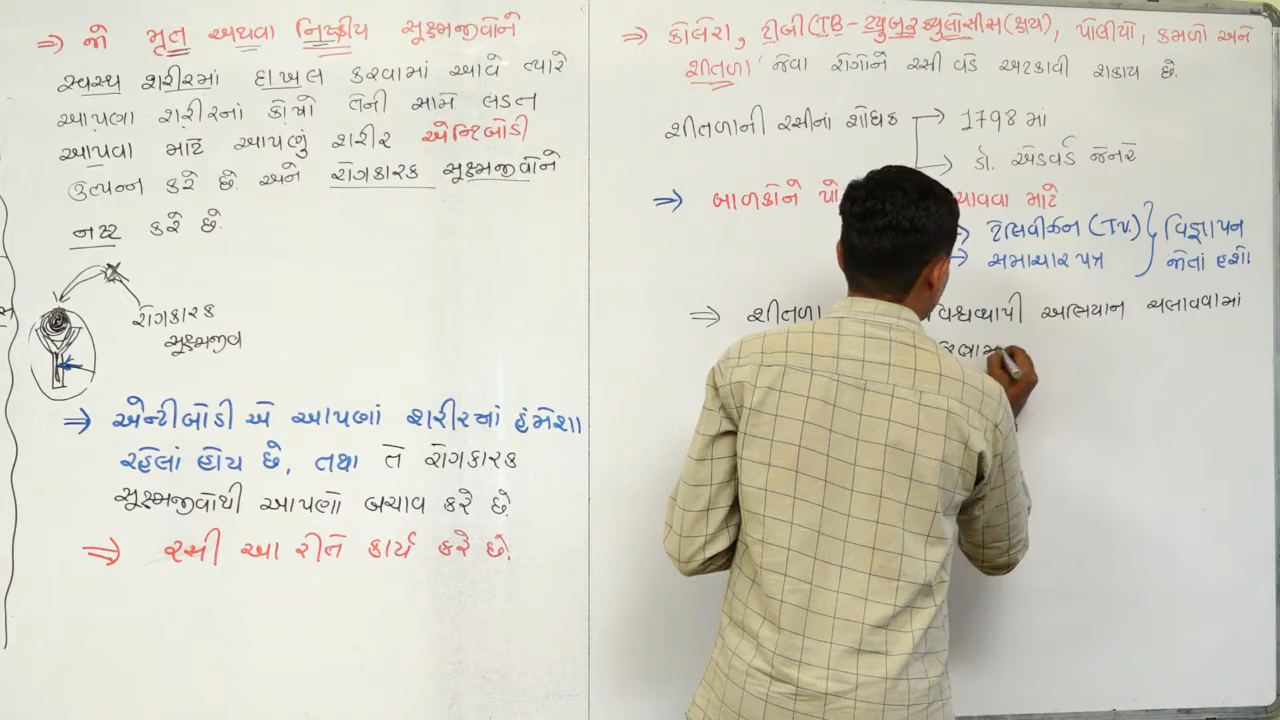 ⇒ જો મૃત અથવા નિષ્ક્રીય સૂક્ષ્મજીવોને
સ્વસ્થ શરીરમાં દાખલ કરવામાં આવે ત્યારે
આપણા શરીરનાં કોષો તેની સામે લડત
આપવા માટે આપણું શરીર એન્ટિબોડી
ઉત્પન્ન કરે છે. અને રોગકારક સૂક્ષ્મજીવોને
નષ્ટ કરે છે.
રોગકારક
સૂક્ષ્મજીવ
⇒ એન્ટીબોડી એ આપણાં શરીરમાં હંમેશા
રહેલાં હોય છે, તથા તે રોગકારક
સૂક્ષ્મજીવોથી આપણો બચાવ કરે છે.
⇒ રસી આ રીતે કાર્ય કરે છે.
⇒ કોલેરા, ટીબી (TB - ટ્યુબરક્યુલોસીસ (ક્ષય), પોલીયો, કમળો અને
શીતળા જેવા રોગોને રસી વડે અટકાવી શકાય છે.
શીતળાની રસીનાં શોધક → 1798 માં
→ ડૉ. એડવર્ડ જેનરે
⇒ બાળકોને પો ચાવવા માટે
→ ટેલિવીઝન (T.V.) } વિજ્ઞાપન
→ સમાચાર પત્ર જોતાં હશો
⇒ શીતળા વિશ્વવ્યાપી અભિયાન ચલાવવામાં